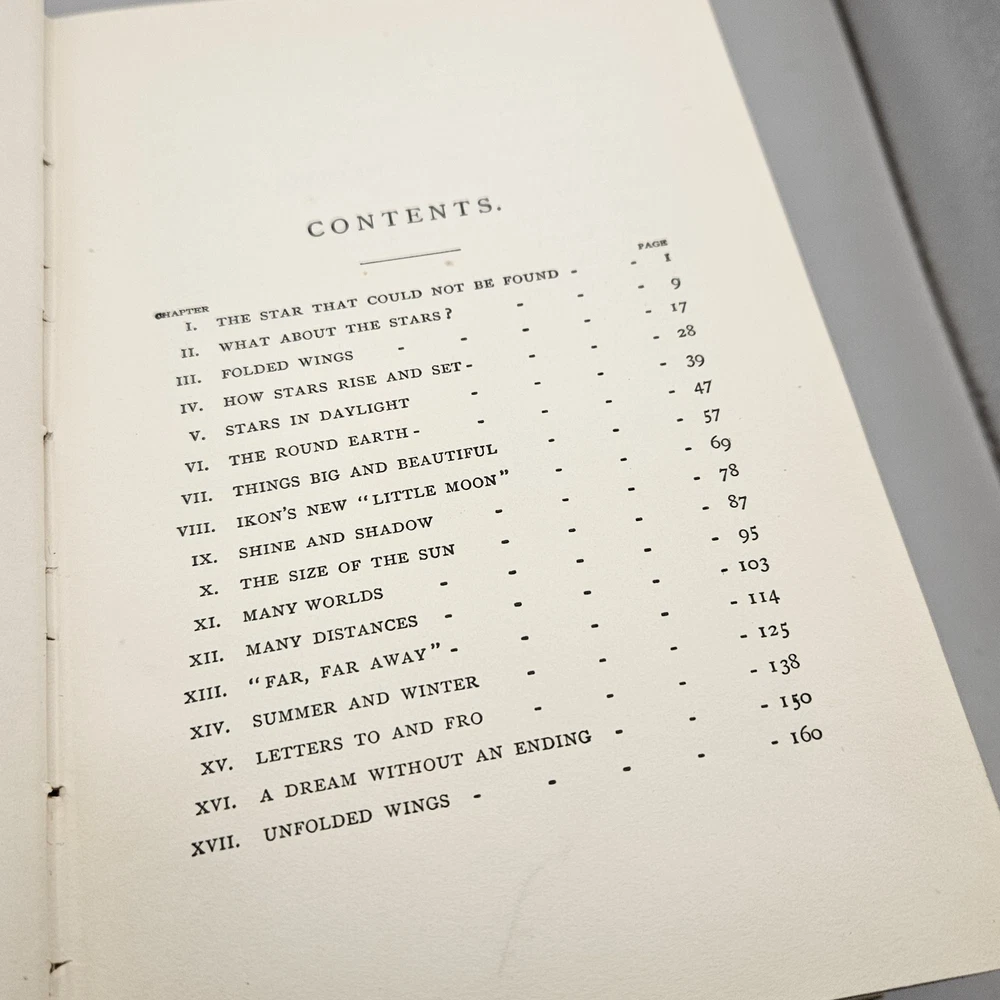 CONTENTS.
CHAPTER PAGE
I. THE STAR THAT COULD NOT BE FOUND - - 1
II. WHAT ABOUT THE STARS? - - - 9
III. FOLDED WINGS - - - - 17
IV. HOW STARS RISE AND SET - - - - 28
V. STARS IN DAYLIGHT - - - - 39
VI. THE ROUND EARTH - - - - - 47
VII. THINGS BIG AND BEAUTIFUL - - - 57
VIII. IKON'S NEW "LITTLE MOON" - - - 69
IX. SHINE AND SHADOW - - - - 78
X. THE SIZE OF THE SUN - - - - 87
XI. MANY WORLDS - - - - - 95
XII. MANY DISTANCES - - - - - 103
XIII. "FAR, FAR AWAY" - - - - - 114
XIV. SUMMER AND WINTER - - - - 125
XV. LETTERS TO AND FRO - - - - 138
XVI. A DREAM WITHOUT AN ENDING - - - 150
XVII. UNFOLDED WINGS - - - - - 160